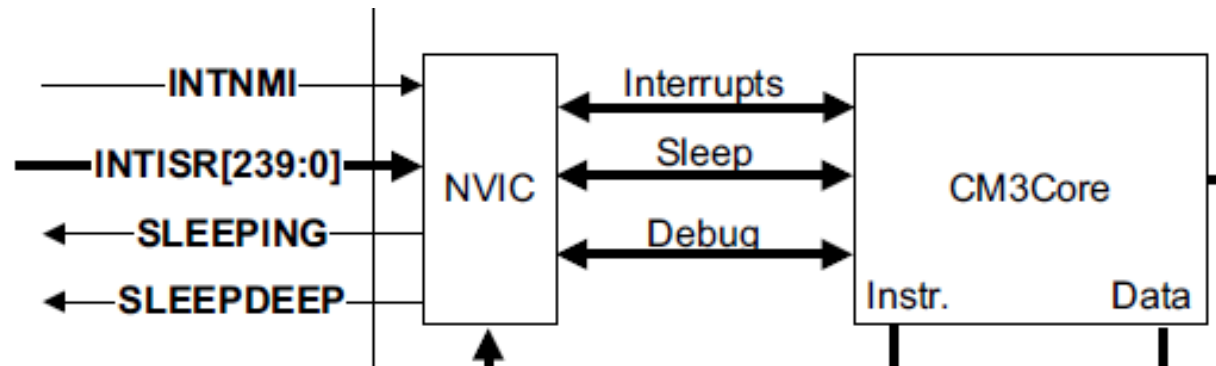 INTNMI
INTISR[239:0]
SLEEPING
SLEEPDEEP
NVIC
Interrupts
Sleep
Debug
CM3Core
Instr.
Data